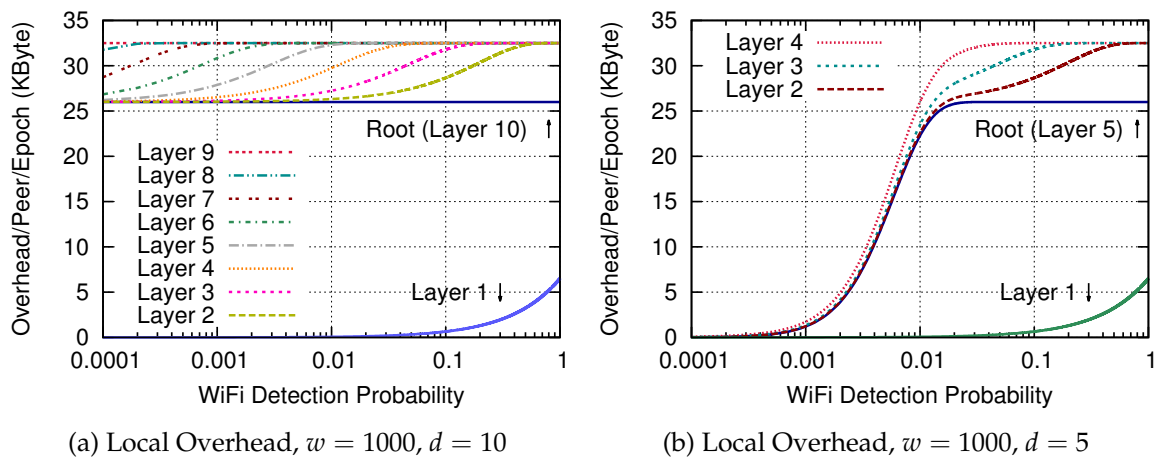 Overhead/Peer/Epoch (KByte)
35
30
25
20
15
10
5
0
Root (Layer 10)
Layer 9
Layer 8
Layer 7
Layer 6
Layer 5
Layer 4
Layer 3
Layer 2
Layer 1
0.0001 0.001 0.01 0.1 1
WiFi Detection Probability
(a) Local Overhead, w = 1000, d = 10
Overhead/Peer/Epoch (KByte)
35
30
25
20
15
10
5
0
Layer 4
Layer 3
Layer 2
Root (Layer 5)
Layer 1
0.0001 0.001 0.01 0.1 1
WiFi Detection Probability
(b) Local Overhead, w = 1000, d = 5